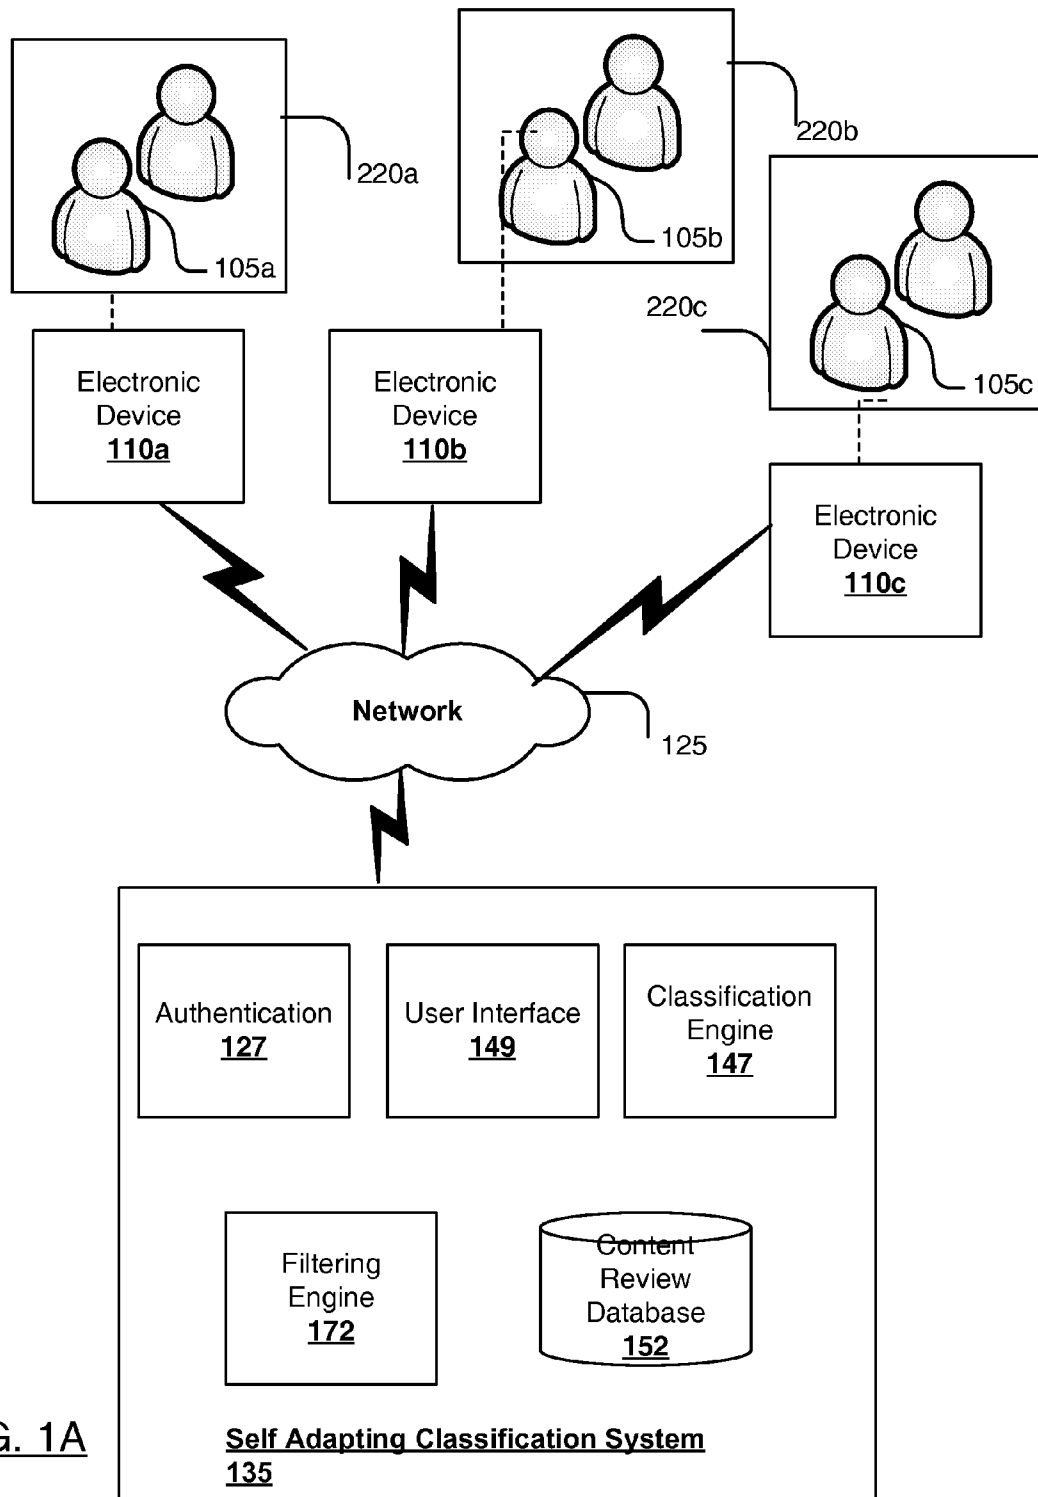 220a
105a
220b
105b
220c
105c
Electronic
Device
110a
Electronic
Device
110b
Electronic
Device
110c
Network
125
Authentication
127
User Interface
149
Classification
Engine
147
Filtering
Engine
172
Content
Review
Database
152
G. 1A
Self Adapting Classification System
135